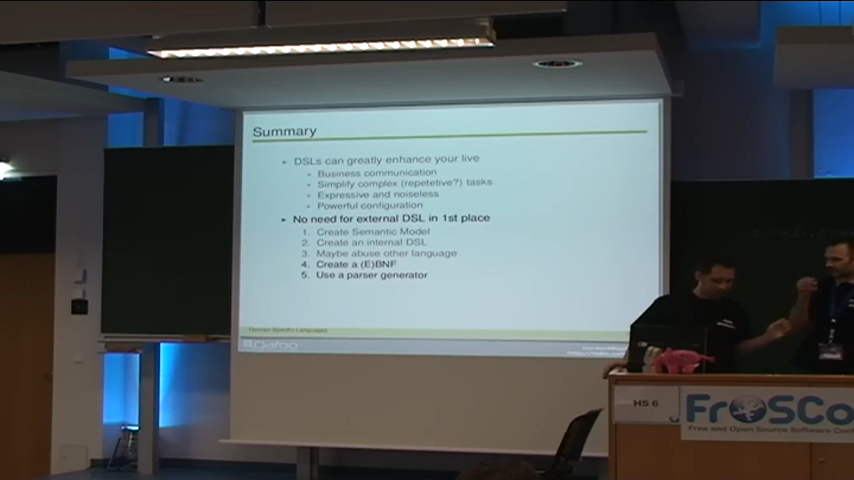 Summary
DSLs can greatly enhance your live
Business communication
Simplify complex (repetetive?) tasks
Expressive and noiseless
Powerful configuration
No need for external DSL in 1st place
1. Create Semantic Model
2. Create an internal DSL
3. Maybe abuse other language
4. Create a (E)BNF
5. Use a parser generator
Domain Specific Languages
Qafoo
HS 6
FrOSCo
Free and Open Source Software Con